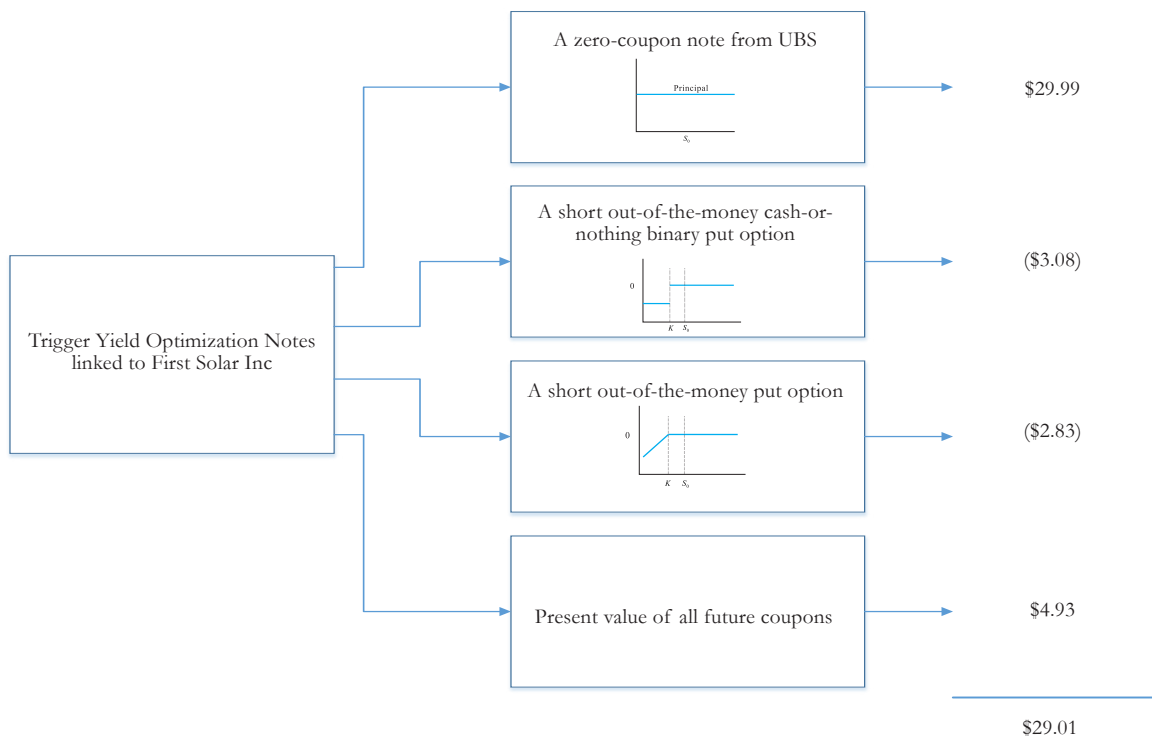 A zero-coupon note from UBS
Principal
S0
$29.99
A short out-of-the-money cash-or-
nothing binary put option
0
K
S0
($3.08)
Trigger Yield Optimization Notes
linked to First Solar Inc
A short out-of-the-money put option
0
K
S0
($2.83)
Present value of all future coupons
$4.93
$29.01